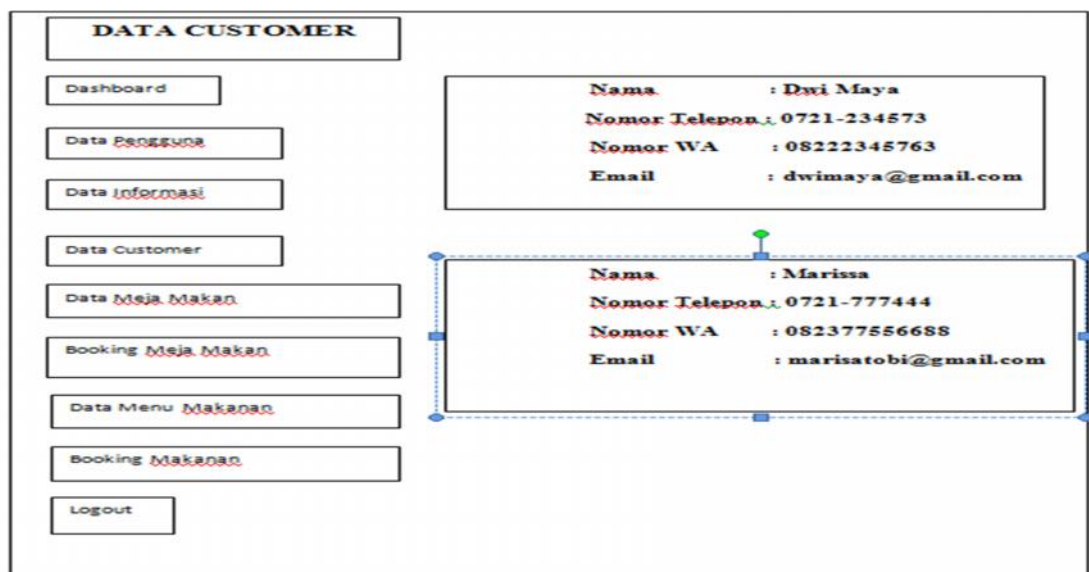 DATA CUSTOMER
Dashboard
Data Pengguna
Data Informasi
Data Customer
Data Meja Makan
Booking Meja Makan
Data Menu Makanan
Booking Makanan
Logout
Nama : Dwi Maya
Nomor Telepon : 0721-234573
Nomor WA : 08222345763
Email : dwimaya@gmail.com
Nama : Marissa
Nomor Telepon : 0721-777444
Nomor WA : 082377556688
Email : marisatobi@gmail.com